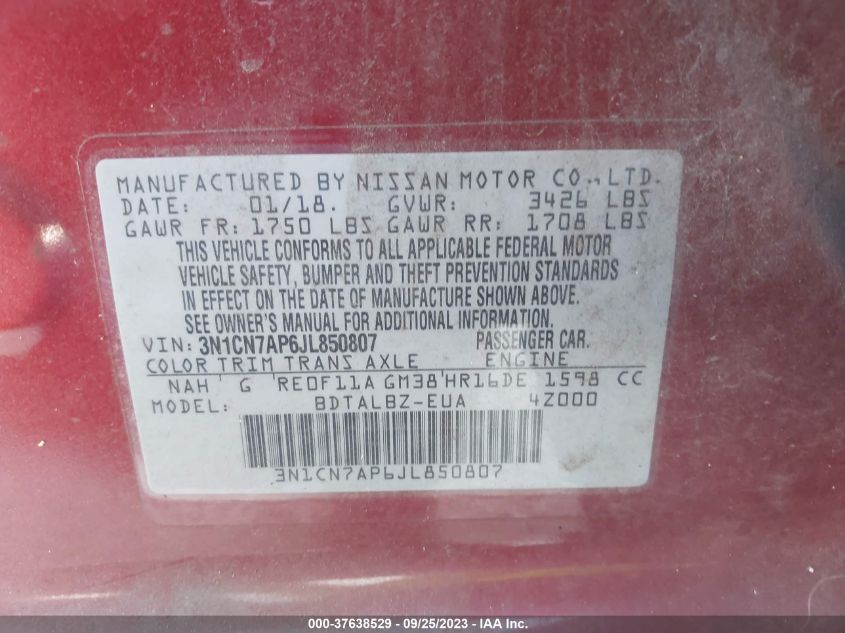 MANUFACTURED BY NISSAN MOTOR CO., LTD.
DATE: 01/18. GVWR: 3426 LBS
GAWR FR: 1750 LBS GAWR RR: 1708 LBS
THIS VEHICLE CONFORMS TO ALL APPLICABLE FEDERAL MOTOR
VEHICLE SAFETY, BUMPER AND THEFT PREVENTION STANDARDS
IN EFFECT ON THE DATE OF MANUFACTURE SHOWN ABOVE.
SEE OWNER'S MANUAL FOR ADDITIONAL INFORMATION.
VIN: 3N1CN7AP6JL850807 PASSENGER CAR.
COLOR TRIM TRANS AXLE ENGINE
NAH G RE0F11A GM38 HR16DE 1598 CC
MODEL: BDTALBZ-EUA 4Z000
3N1CN7AP6JL850807
000-37638529 - 09/25/2023 - IAA Inc.